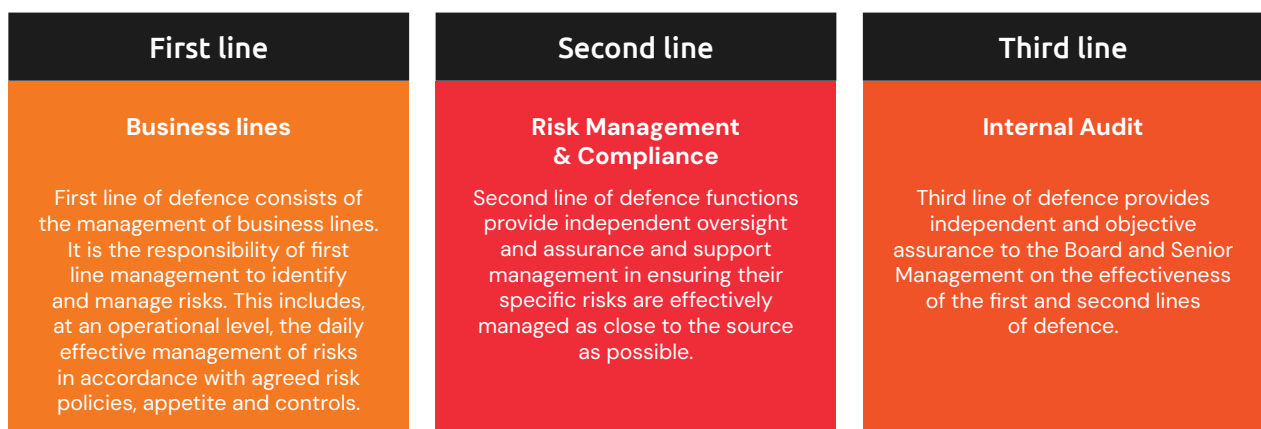 First line
Business lines
First line of defence consists of
the management of business lines.
It is the responsibility of first
line management to identify
and manage risks. This includes,
at an operational level, the daily
effective management of risks
in accordance with agreed risk
policies, appetite and controls.
Second line
Risk Management
& Compliance
Second line of defence functions
provide independent oversight
and assurance and support
management in ensuring their
specific risks are effectively
managed as close to the source
as possible.
Third line
Internal Audit
Third line of defence provides
independent and objective
assurance to the Board and Senior
Management on the effectiveness
of the first and second lines
of defence.